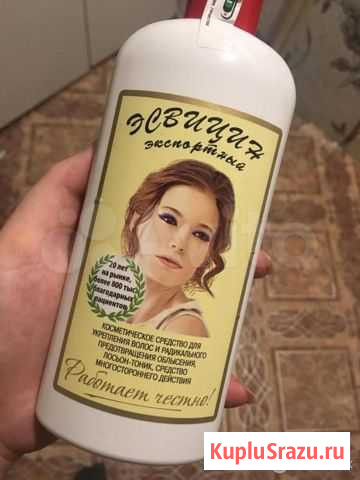 ЭСВИЦИН
экспортный
20 лет
на рынке,
более 800 тыс.
благодарных
пациентов
КОСМЕТИЧЕСКОЕ СРЕДСТВО ДЛЯ
УКРЕПЛЕНИЯ ВОЛОС И РАДИКАЛЬНОГО
ПРЕДОТВРАЩЕНИЯ ОБЛЫСЕНИЯ,
ЛОСЬОН-ТОНИК, СРЕДСТВО
МНОГОСТОРОННЕГО ДЕЙСТВИЯ
Работает честно!
KupluSrazu.ru